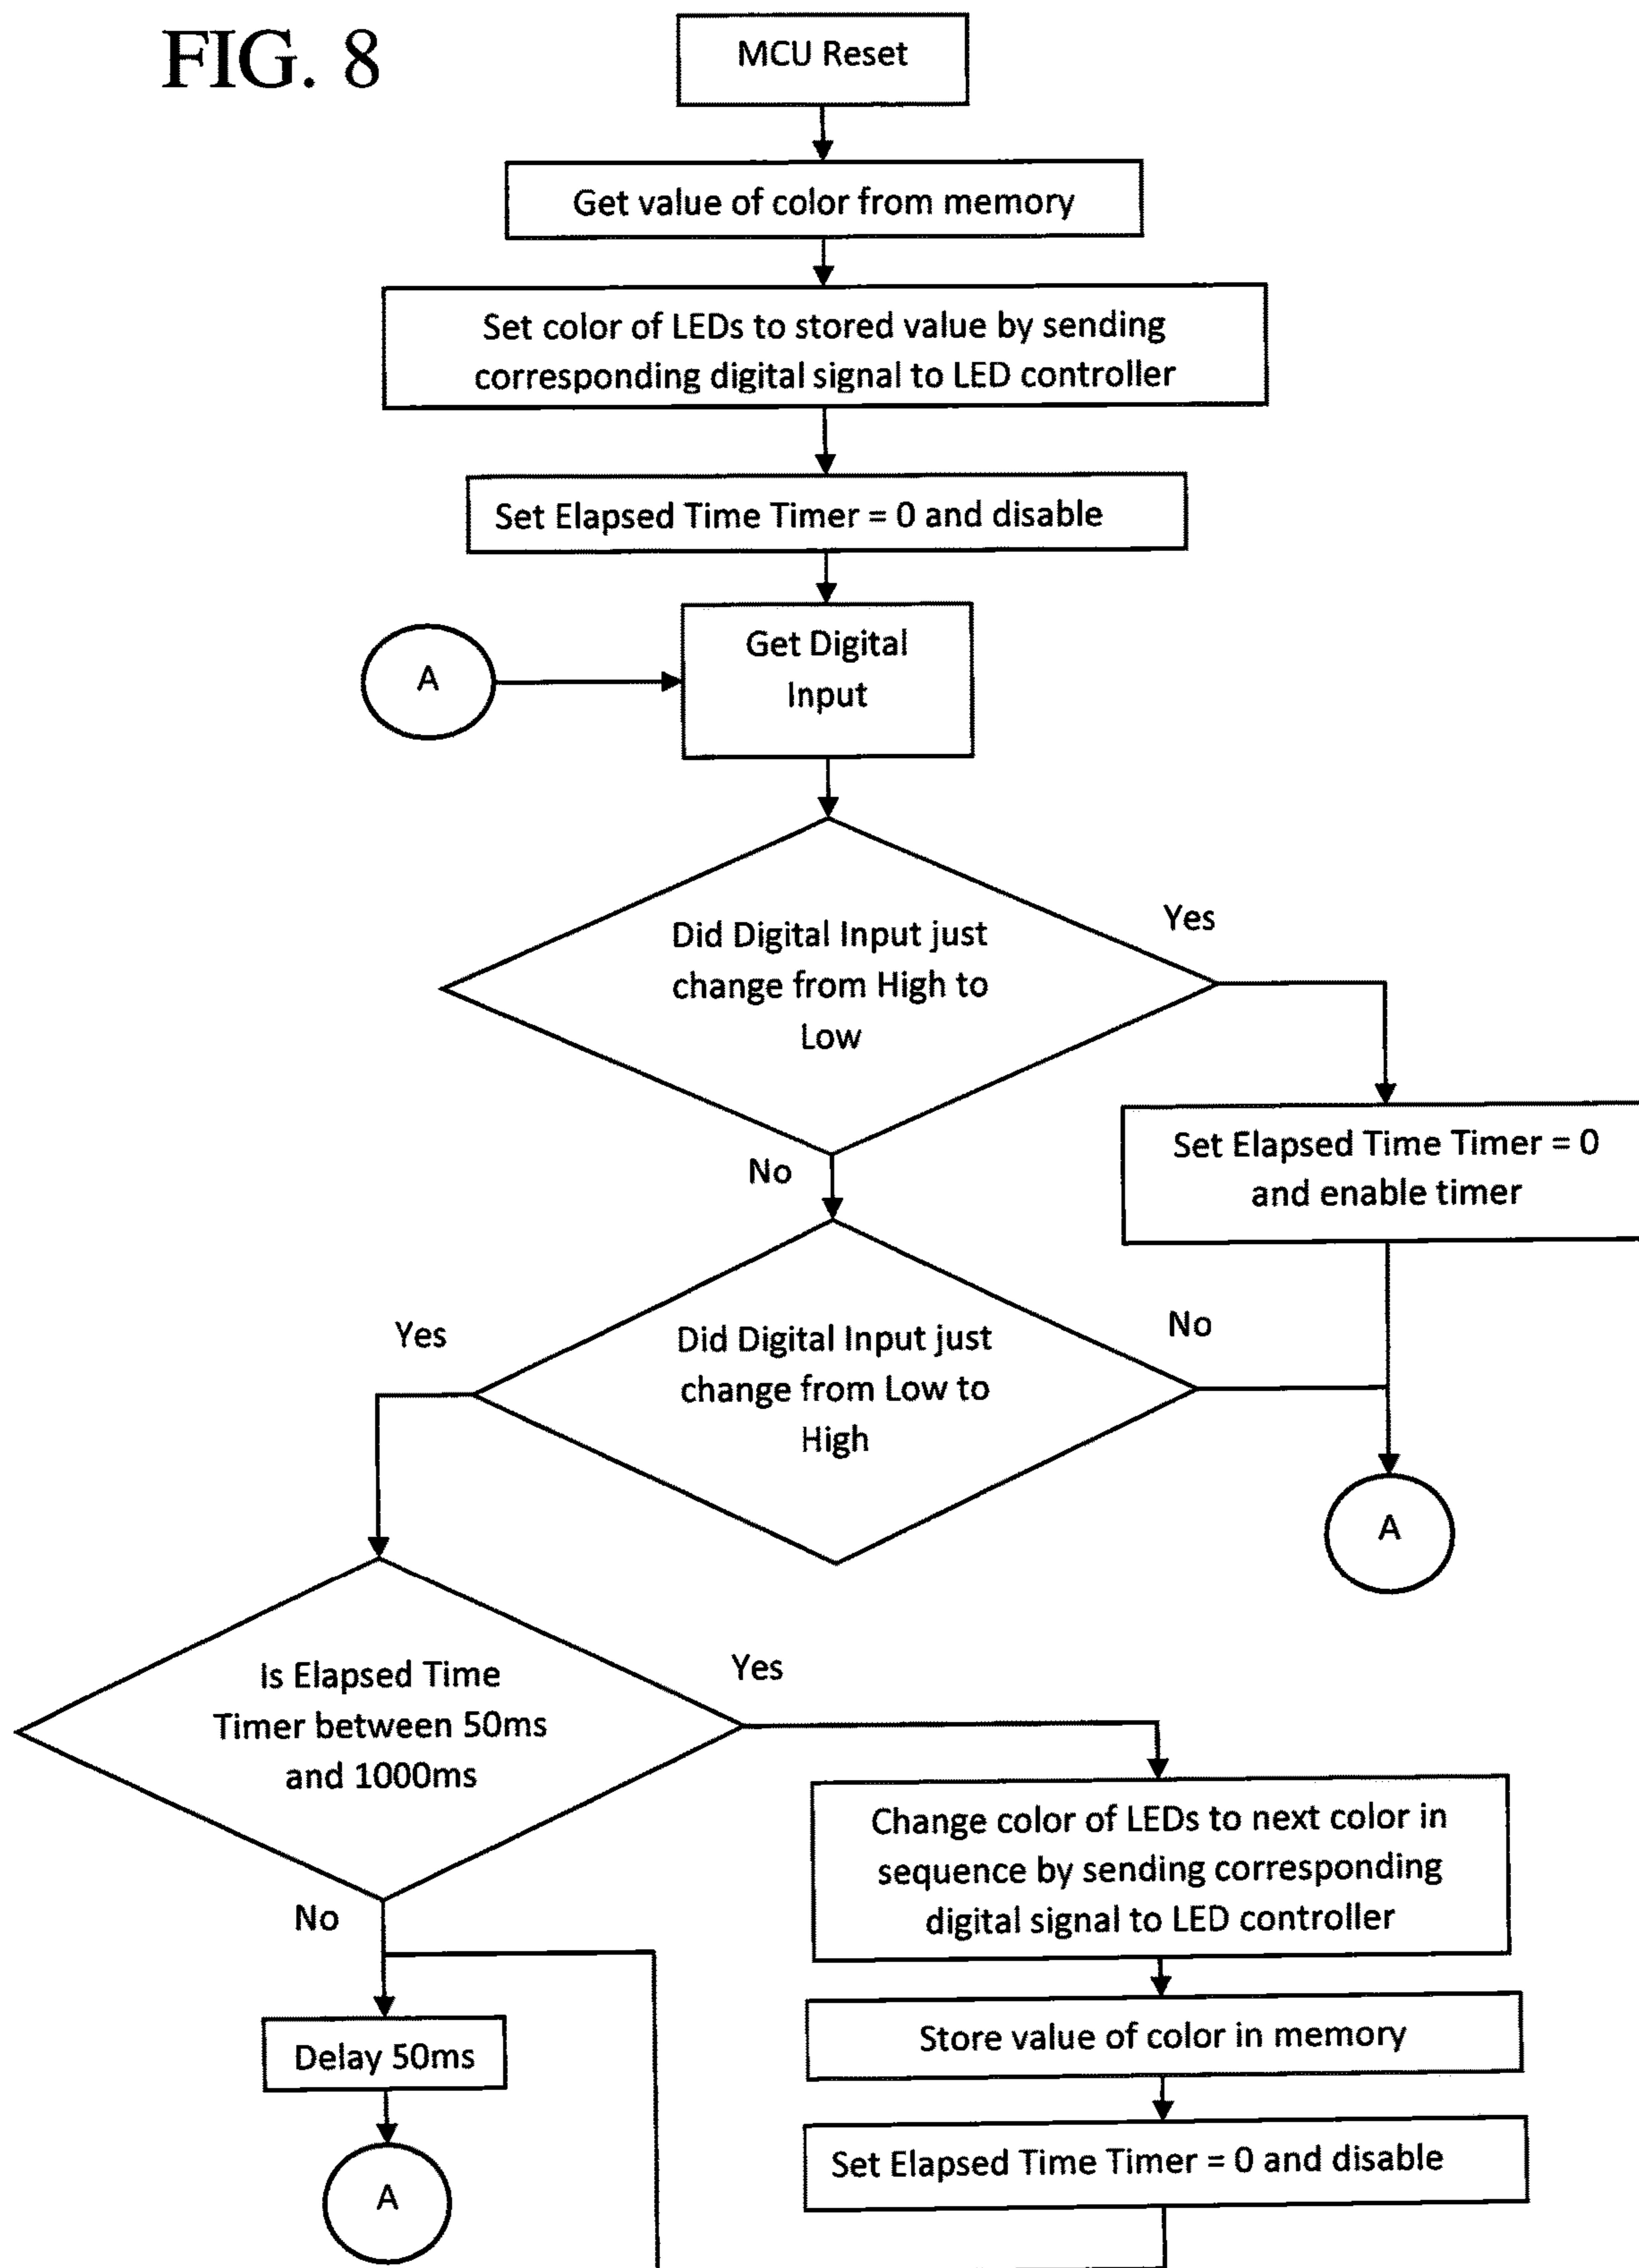 FIG. 8
MCU Reset
Get value of color from memory
Set color of LEDs to stored value by sending
corresponding digital signal to LED controller
Set Elapsed Time Timer = 0 and disable
A
Get Digital
Input
Did Digital Input just
change from High to
Low
Yes
No
Set Elapsed Time Timer = 0
and enable timer
Did Digital Input just
change from Low to
High
Yes
No
A
Is Elapsed Time
Timer between 50ms
and 1000ms
Yes
No
Change color of LEDs to next color in
sequence by sending corresponding
digital signal to LED controller
Delay 50ms
Store value of color in memory
A
Set Elapsed Time Timer = 0 and disable